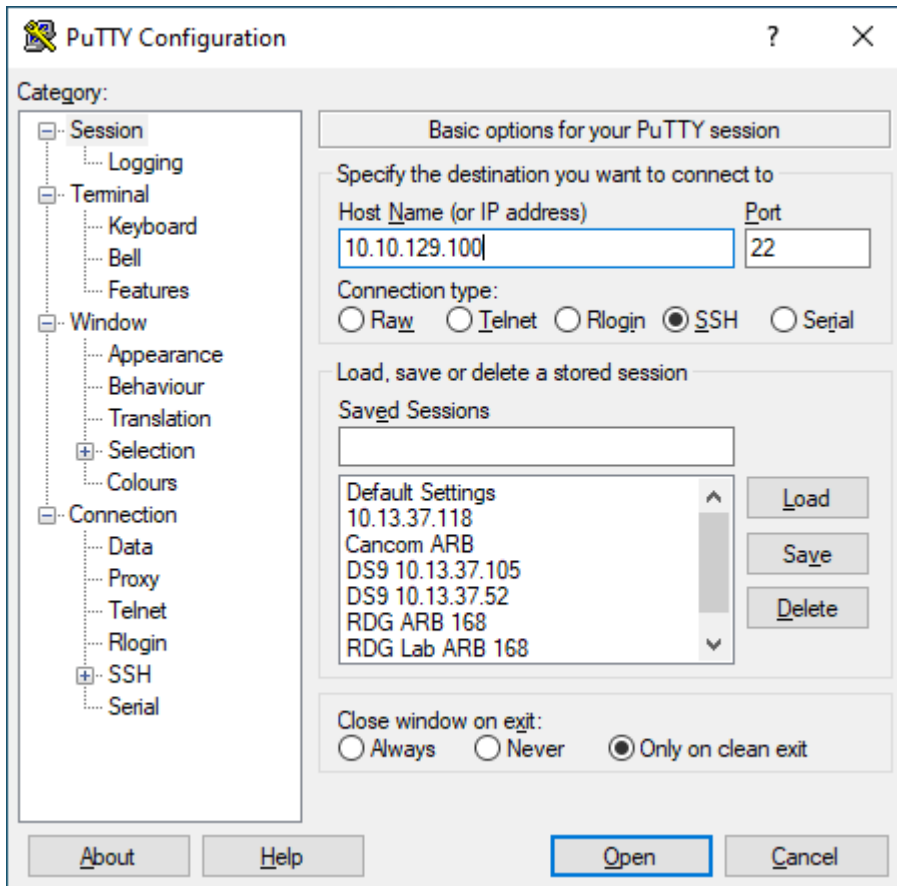 PuTTY Configuration
?
Category:
Session
Logging
Terminal
Keyboard
Bell
Features
Window
Appearance
Behaviour
Translation
Selection
Colours
Connection
Data
Proxy
Telnet
Rlogin
SSH
Serial
Basic options for your PuTTY session
Specify the destination you want to connect to
Host Name (or IP address) Port
10.10.129.100 22
Connection type:
Raw Telnet Rlogin SSH Serial
Load, save or delete a stored session
Saved Sessions
Default Settings
10.13.37.118
Cancom ARB
DS9 10.13.37.105
DS9 10.13.37.52
RDG ARB 168
RDG Lab ARB 168
Load
Save
Delete
Close window on exit:
Always Never Only on clean exit
About Help Open Cancel